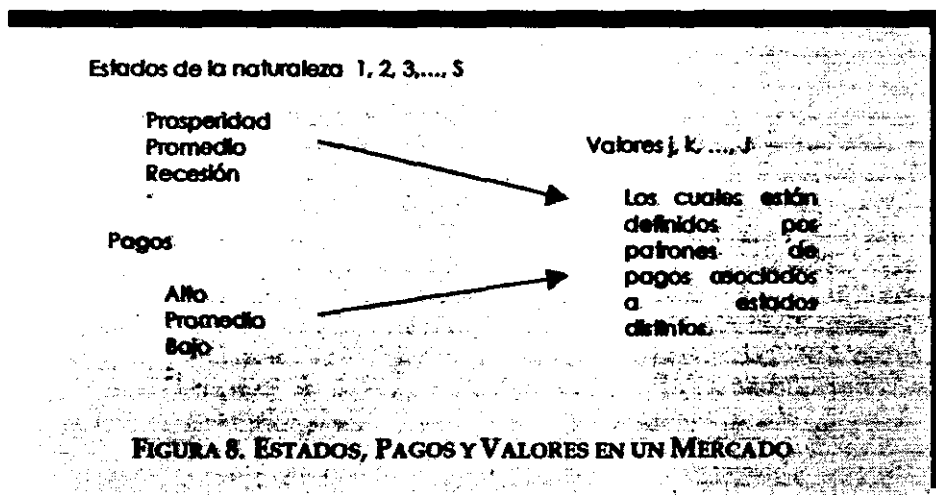 Estados de la naturaleza 1, 2, 3,..., S
Prosperidad
Promedio
Recesión
Pagos
Alto
Promedio
Bajo
Valores j, k, ..., J
Los cuales están
definidos por
patrones de
pagos asociados
a estados
distintos.
FIGURA 8. ESTADOS, PAGOS Y VALORES EN UN MERCADO